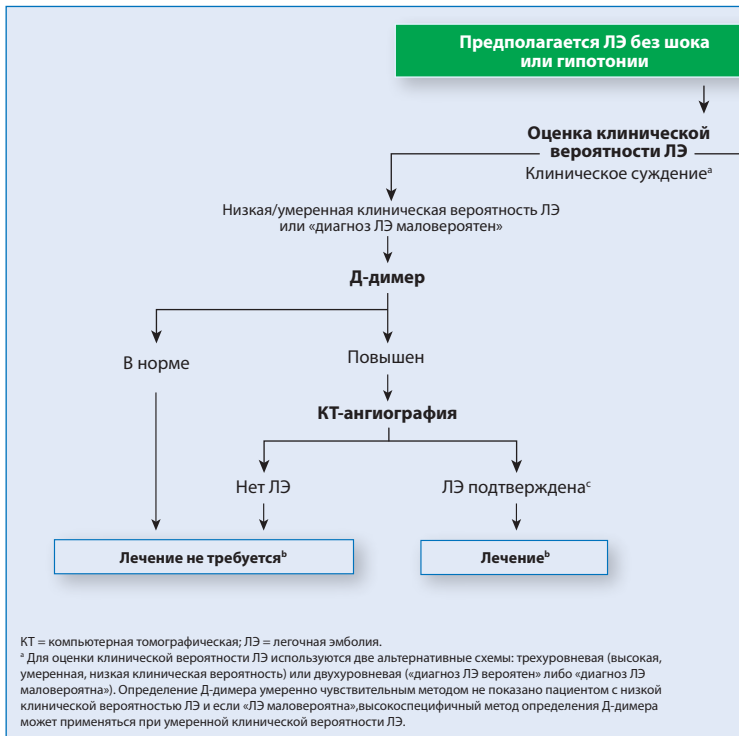 Предполагается ЛЭ без шока
или гипотонии
Оценка клинической
вероятности ЛЭ
Клиническое суждениеᵃ
Низкая/умеренная клиническая вероятность ЛЭ
или «диагноз ЛЭ маловероятен»
Д-димер
В норме
Повышен
КТ-ангиография
Нет ЛЭ
ЛЭ подтвержденаᶜ
Лечение не требуетсяᵇ
Лечениеᵇ
КТ = компьютерная томографическая; ЛЭ = легочная эмболия.
ᵃ Для оценки клинической вероятности ЛЭ используются две альтернативные схемы: трехуровневая (высокая,
умеренная, низкая клиническая вероятность) или двухуровневая («диагноз ЛЭ вероятен» либо «диагноз ЛЭ
маловероятна»). Определение Д-димера умеренно чувствительным методом не показано пациентом с низкой
клинической вероятностью ЛЭ и если «ЛЭ маловероятна»,высокоспецифичный метод определения Д-димера
может применяться при умеренной клинической вероятности ЛЭ.